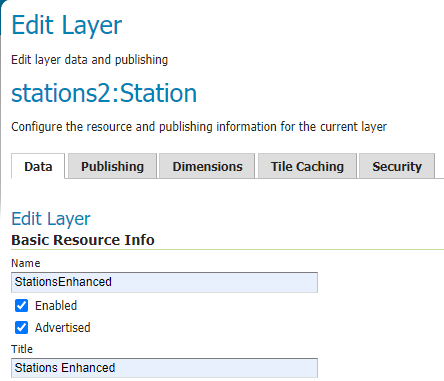 Edit Layer
Edit layer data and publishing
stations2:Station
Configure the resource and publishing information for the current layer
Data Publishing Dimensions Tile Caching Security
Edit Layer
Basic Resource Info
Name
StationsEnhanced
Enabled
Advertised
Title
Stations Enhanced